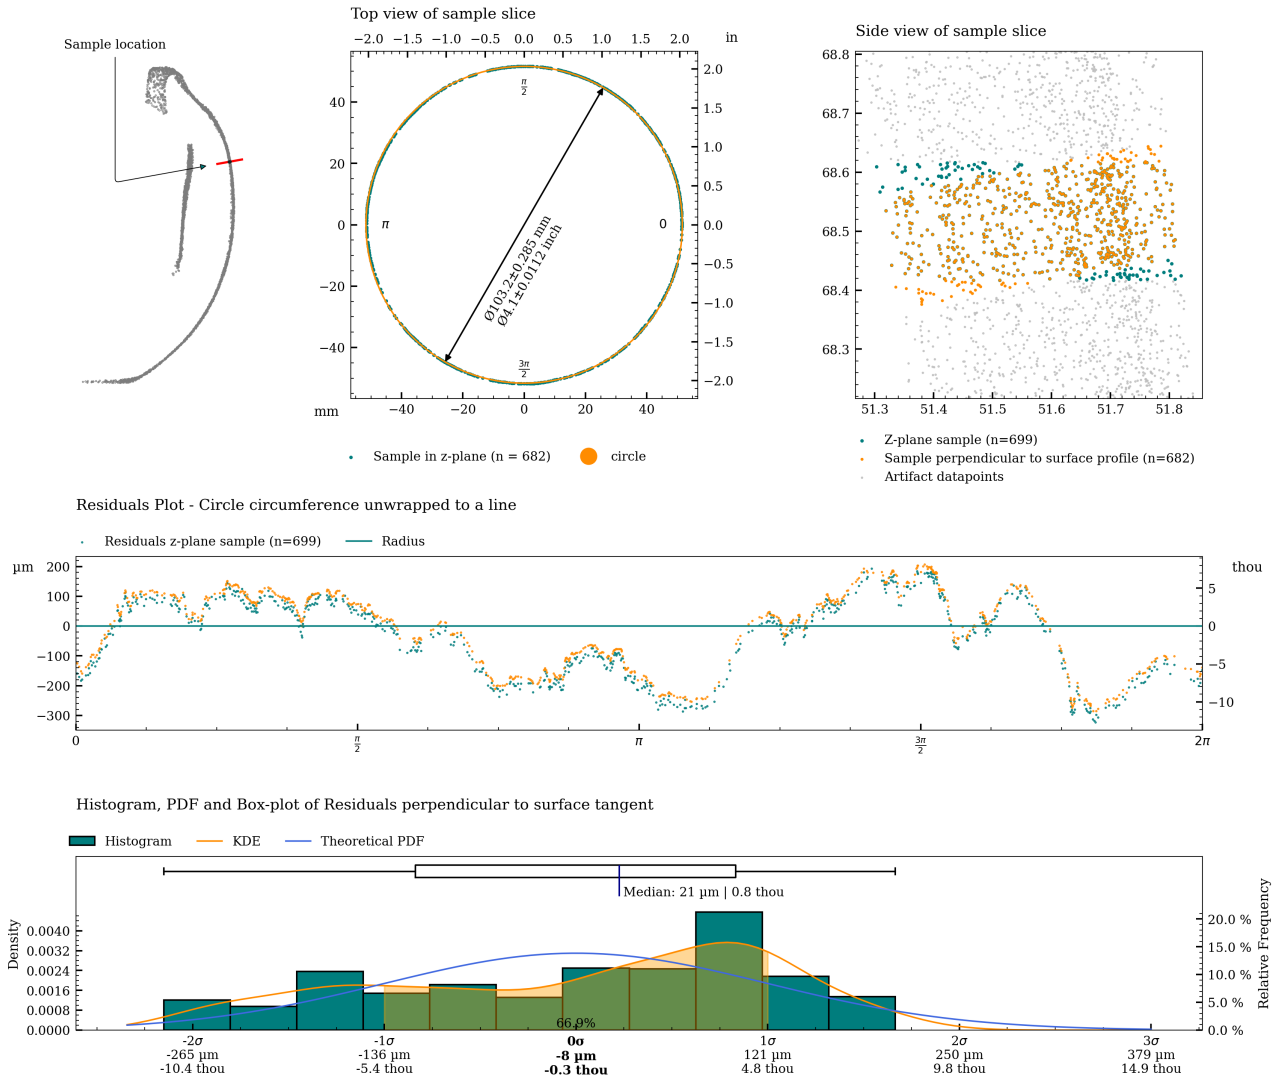 Sample location
Top view of sample slice
−2.0 −1.5 −1.0 −0.5 0.0 0.5 1.0 1.5 2.0 in
π/2
0
π
3π/2
Ø103.2±0.285 mm
Ø4.1±0.0112 inch
40
20
0
−20
−40
2.0
1.5
1.0
0.5
0.0
−0.5
−1.0
−1.5
−2.0
mm −40 −20 0 20 40
Sample in z-plane (n = 682) circle
Side view of sample slice
68.8
68.7
68.6
68.5
68.4
68.3
51.3 51.4 51.5 51.6 51.7 51.8
Z-plane sample (n=699)
Sample perpendicular to surface profile (n=682)
Artifact datapoints
Residuals Plot - Circle circumference unwrapped to a line
Residuals z-plane sample (n=699) Radius
µm
200
100
0
−100
−200
−300
thou
5
0
−5
−10
0 π/2 π 3π/2 2π
Histogram, PDF and Box-plot of Residuals perpendicular to surface tangent
Histogram KDE Theoretical PDF
Median: 21 µm | 0.8 thou
Density
0.0040
0.0032
0.0024
0.0016
0.0008
0.0000
66.9%
20.0 %
15.0 %
10.0 %
5.0 %
0.0 %
Relative Frequency
-2σ -1σ 0σ 1σ 2σ 3σ
-265 µm -136 µm -8 µm 121 µm 250 µm 379 µm
-10.4 thou -5.4 thou -0.3 thou 4.8 thou 9.8 thou 14.9 thou